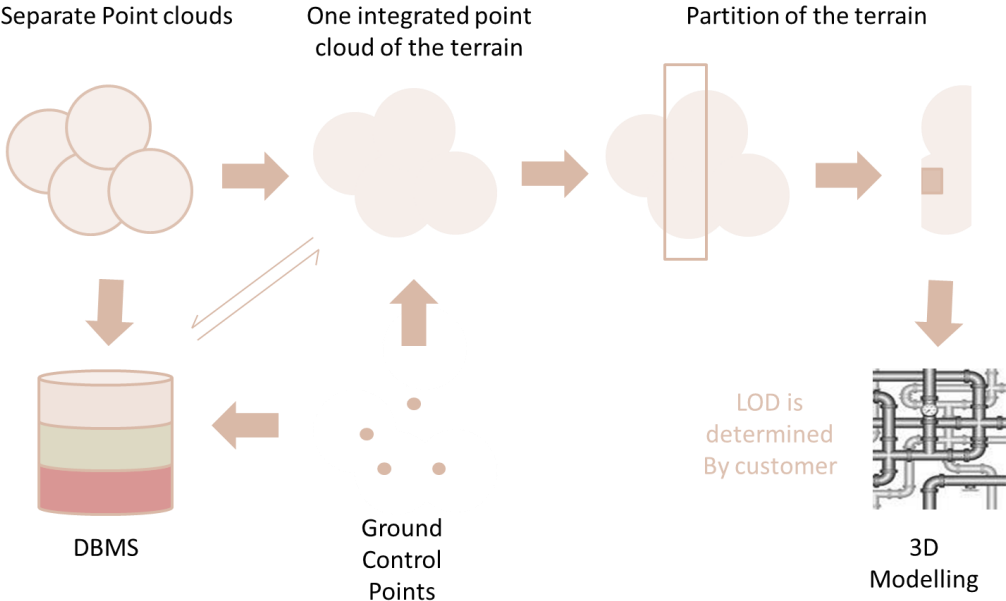 Separate Point clouds
One integrated point
cloud of the terrain
Partition of the terrain
LOD is
determined
By customer
DBMS
Ground
Control
Points
3D
Modelling